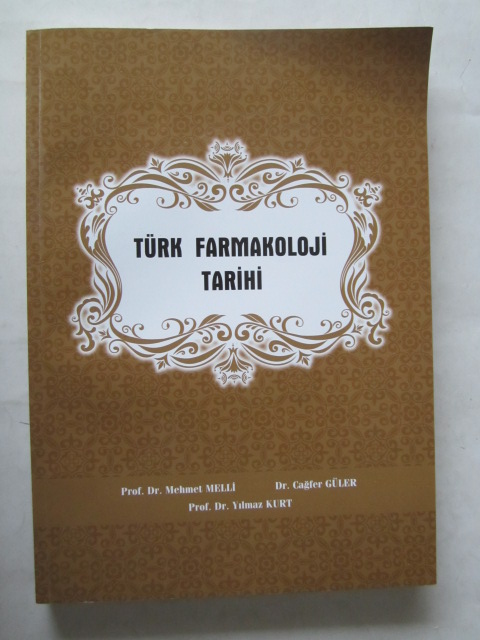 TÜRK FARMAKOLOJİ
TARİHİ
Prof. Dr. Mehmet MELLİ Dr. Cağfer GÜLER
Prof. Dr. Yılmaz KURT